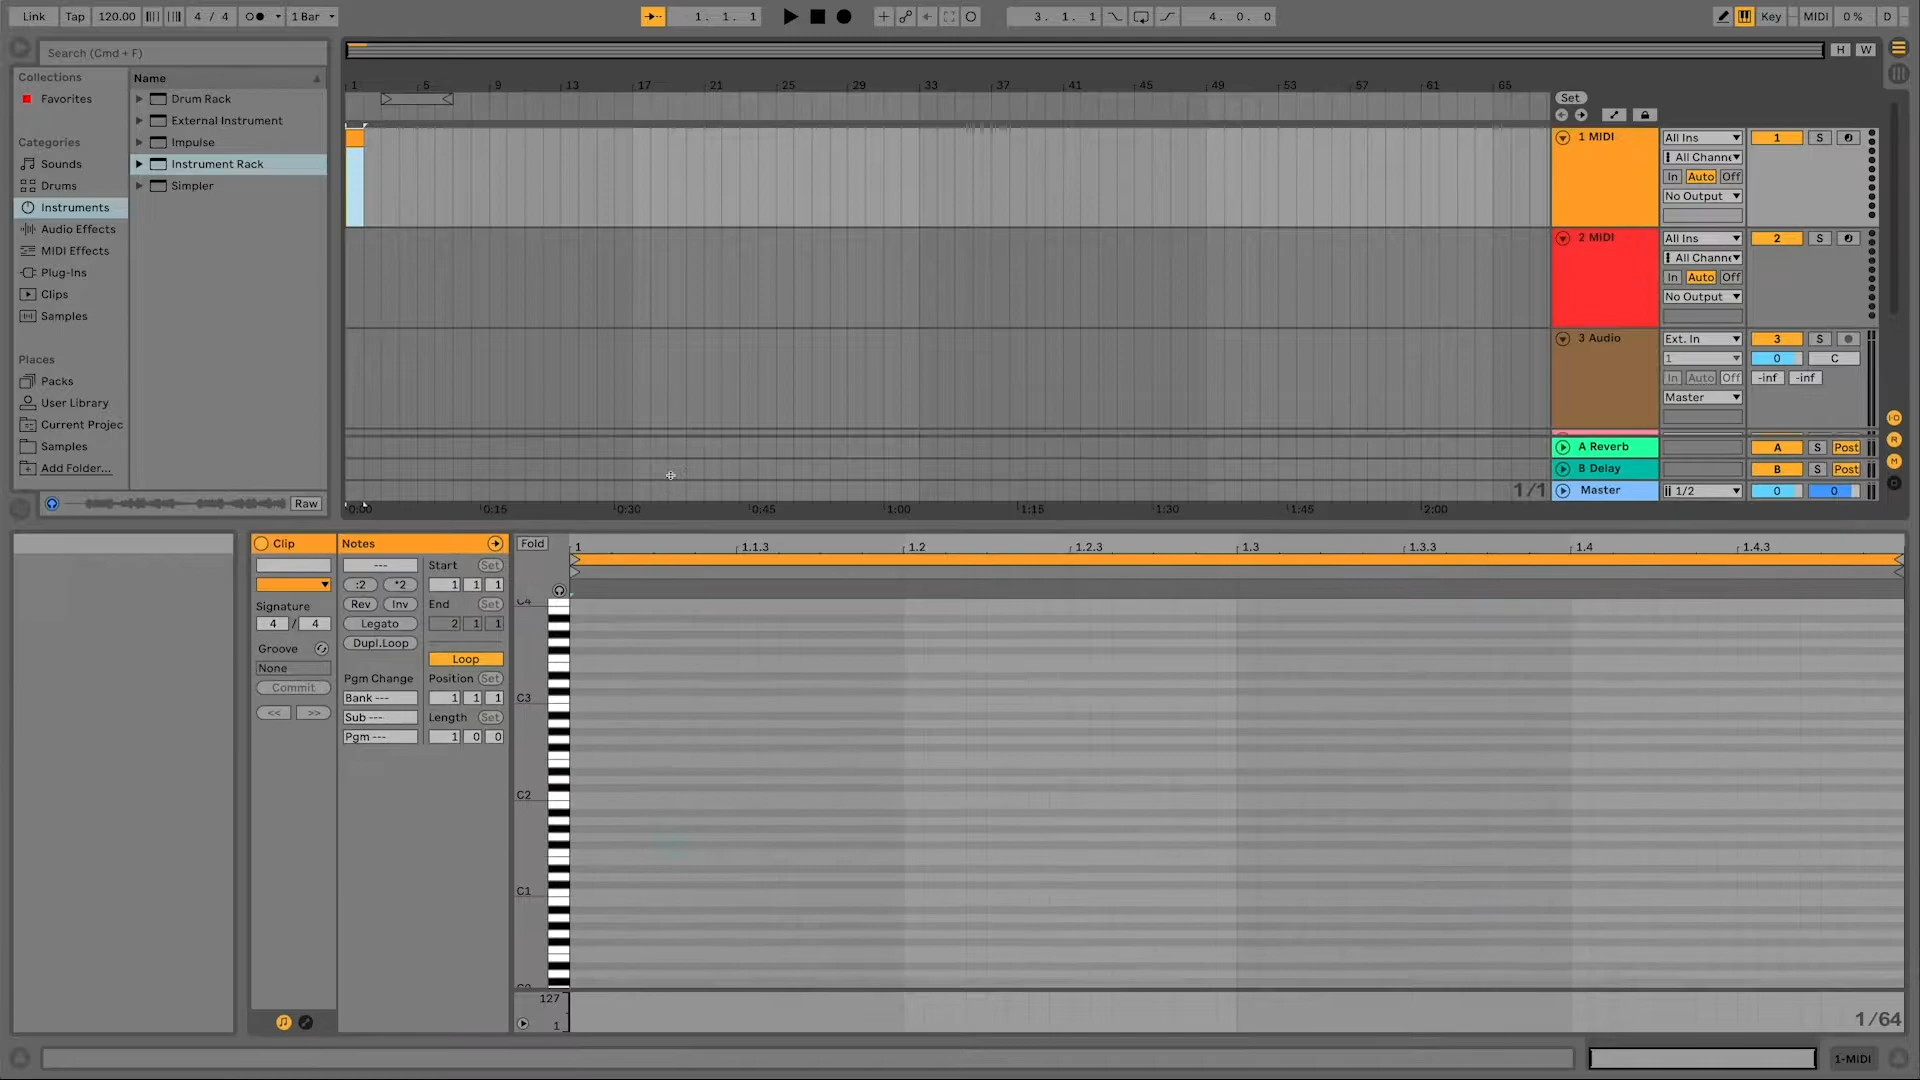 Link Tap 120.00 4 / 4 1 Bar 1. 1. 1 3. 1. 1 4. 0. 0 Key MIDI 0 % D
Search (Cmd + F)
H W
Collections
Favorites
Categories
Sounds
Drums
Instruments
Audio Effects
MIDI Effects
Plug-Ins
Clips
Samples
Places
Packs
User Library
Current Projec
Samples
Add Folder...
Name
Drum Rack
External Instrument
Impulse
Instrument Rack
Simpler
Raw
1 5 9 13 17 21 25 29 33 37 41 45 49 53 57 61 65
Set
1 MIDI All Ins 1 S
All Channe
In Auto Off
No Output
2 MIDI All Ins 2 S
All Channe
In Auto Off
No Output
3 Audio Ext. In 3 S
1 0 C
In Auto Off -inf -inf
Master
A Reverb A S Post
B Delay B S Post
1/1 Master 1/2 0 0
I-O
R
M
D
0:00 0:15 0:30 0:45 1:00 1:15 1:30 1:45 2:00
Clip
Signature
4 / 4
Groove
None
Commit
<< >>
Notes
---
:2 *2
Rev Inv
Legato
Dupl.Loop
Pgm Change
Bank ---
Sub ---
Pgm ---
Start Set
1 1 1
End Set
2 1 1
Loop
Position Set
1 1 1
Length Set
1 0 0
Fold 1 1.1.3 1.2 1.2.3 1.3 1.3.3 1.4 1.4.3
C4
C3
C2
C1
C0
127
1
1/64
1-MIDI